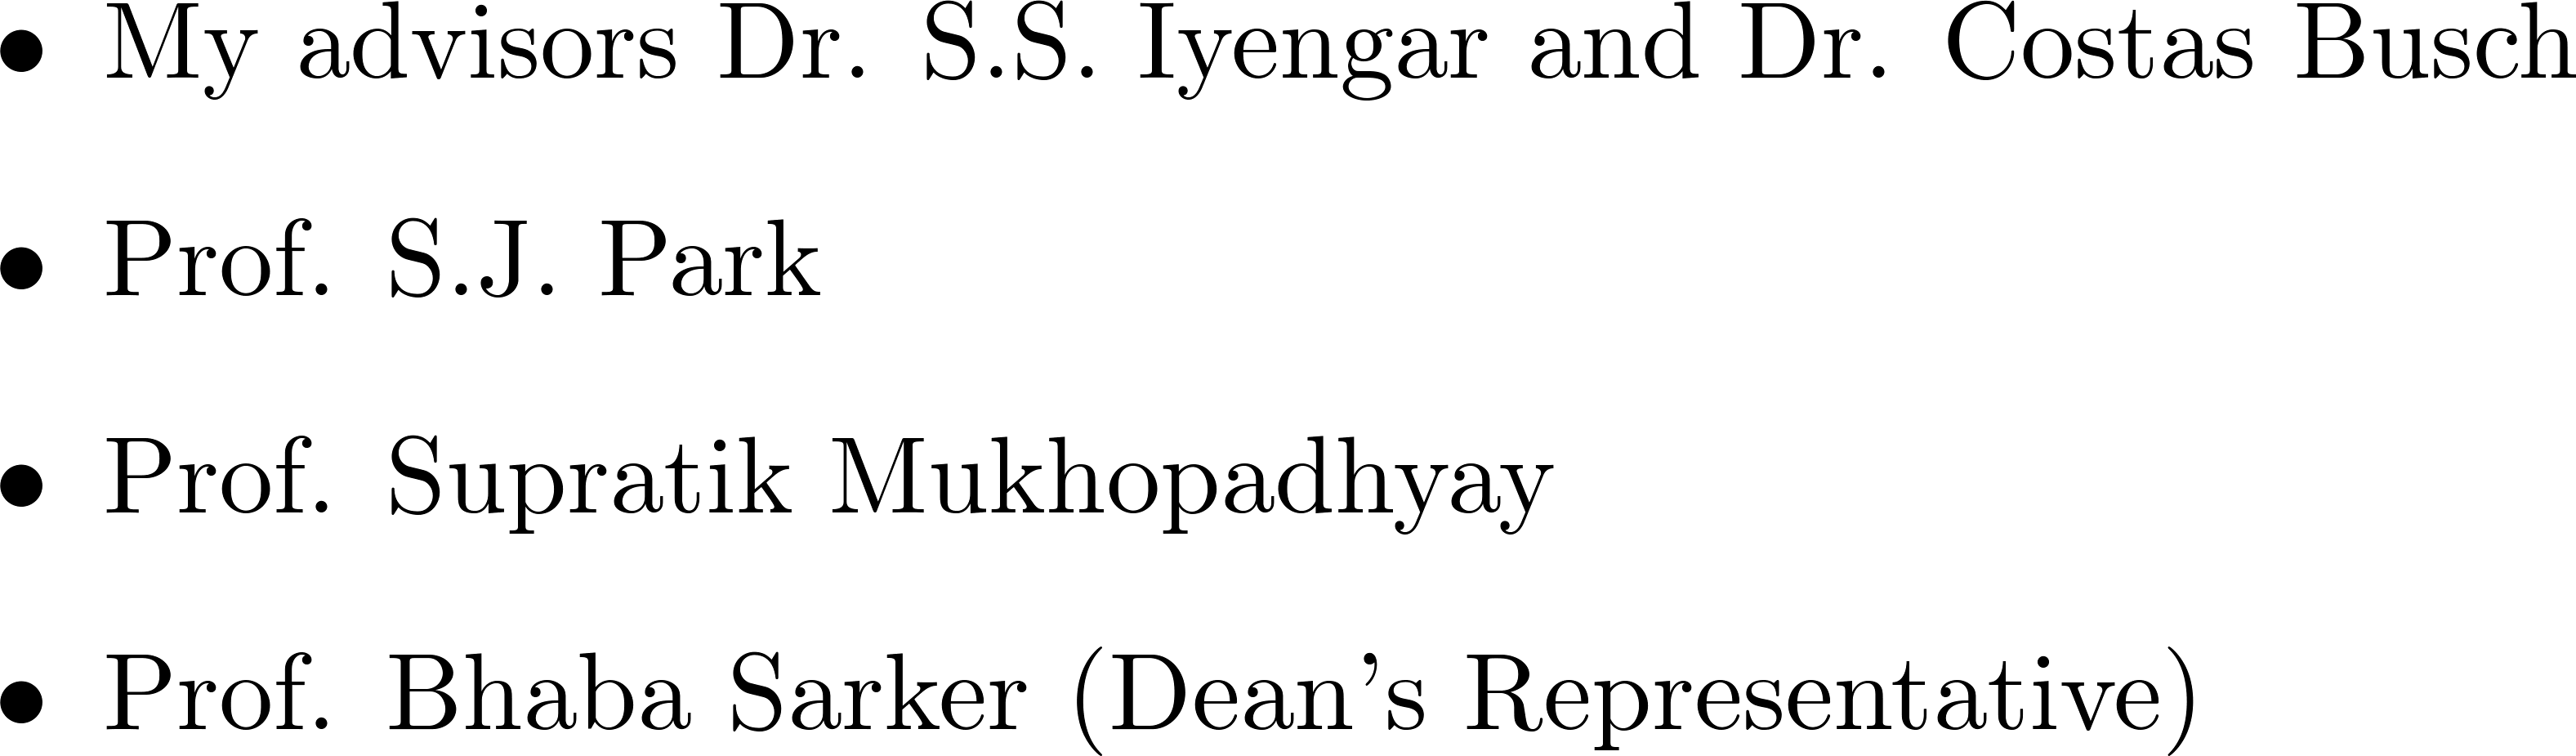 • My advisors Dr. S.S. Iyengar and Dr. Costas Busch
• Prof. S.J. Park
• Prof. Supratik Mukhopadhyay
• Prof. Bhaba Sarker (Dean's Representative)